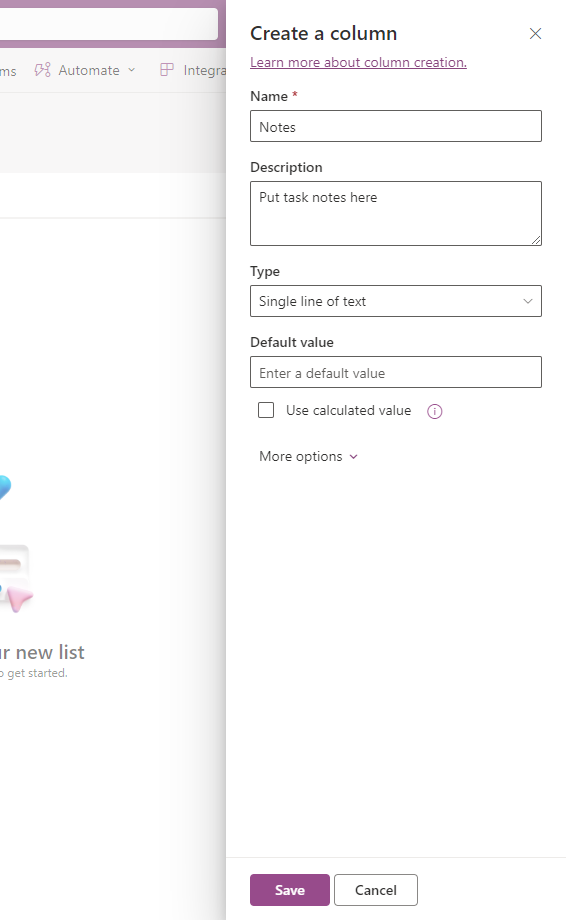 Create a column
Learn more about column creation.
Name *
Notes
Description
Put task notes here
Type
Single line of text
Default value
Enter a default value
Use calculated value
More options
Save
Cancel
ms
Automate
Integra
r new list
o get started.